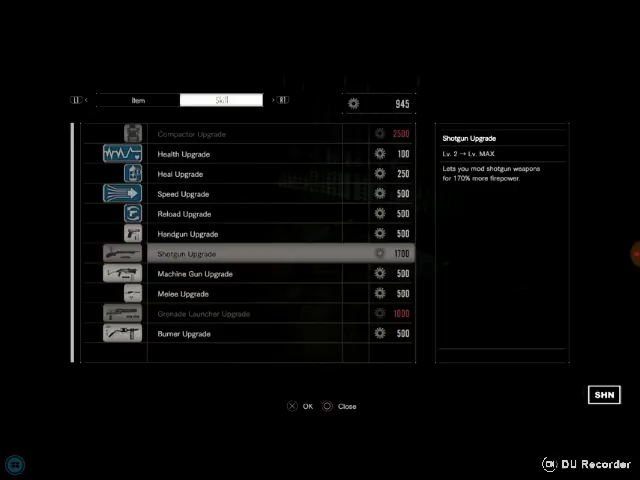 L1 Item Skill R1
945
Compactor Upgrade 2500
Health Upgrade 100
Heal Upgrade 250
Speed Upgrade 500
Reload Upgrade 500
Handgun Upgrade 500
Shotgun Upgrade 1700
Machine Gun Upgrade 500
Melee Upgrade 500
Grenade Launcher Upgrade 1000
Burner Upgrade 500
Shotgun Upgrade
Lv. 2 → Lv. MAX
Lets you mod shotgun weapons
for 170% more firepower.
SHN
OK Close
DU Recorder